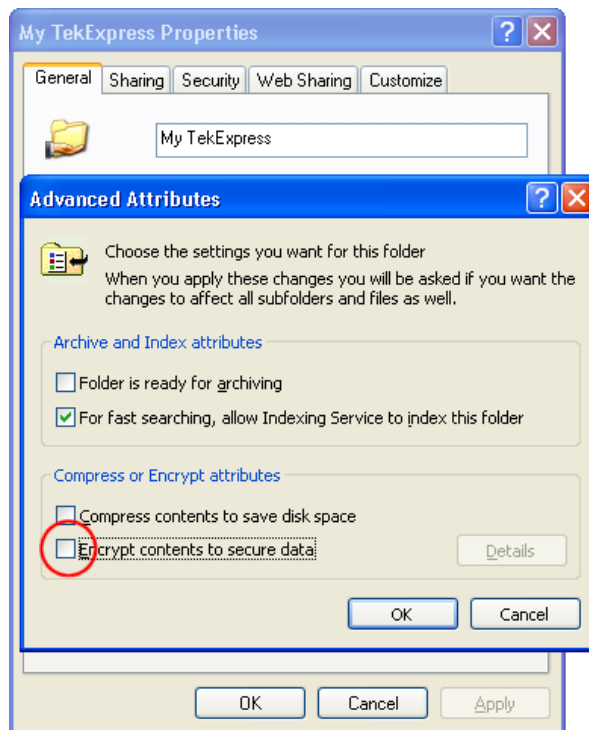 My TekExpress Properties
General Sharing Security Web Sharing Customize
My TekExpress
Advanced Attributes
Choose the settings you want for this folder
When you apply these changes you will be asked if you want the
changes to affect all subfolders and files as well.
Archive and Index attributes
Folder is ready for archiving
For fast searching, allow Indexing Service to index this folder
Compress or Encrypt attributes
Compress contents to save disk space
Encrypt contents to secure data
Details
OK Cancel
OK Cancel Apply